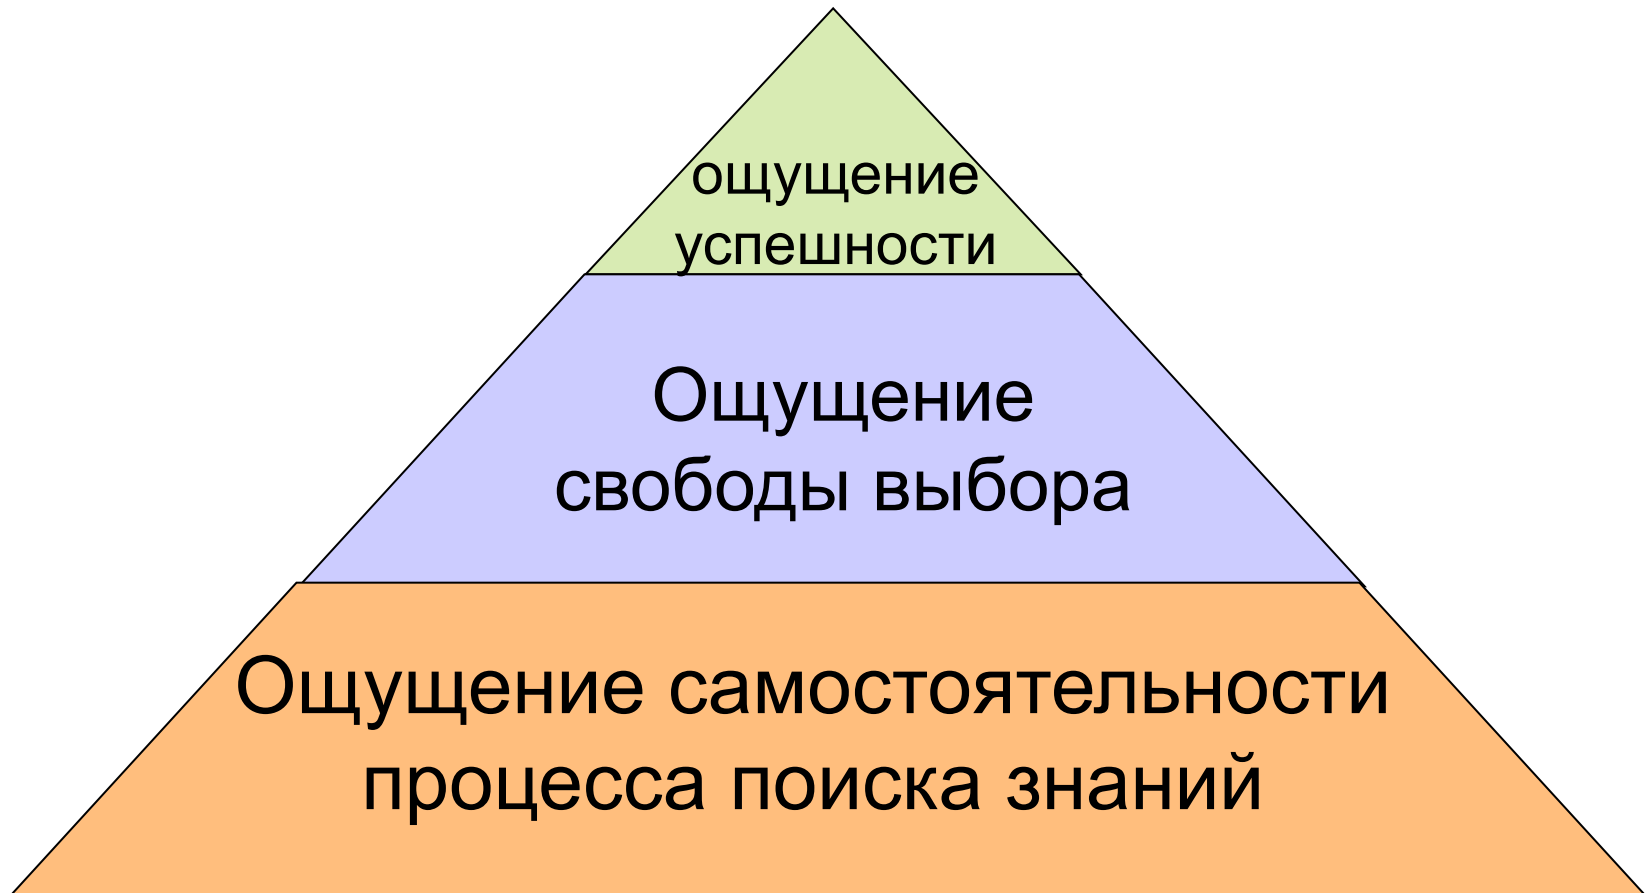 ощущение
успешности
Ощущение
свободы выбора
Ощущение самостоятельности
процесса поиска знаний